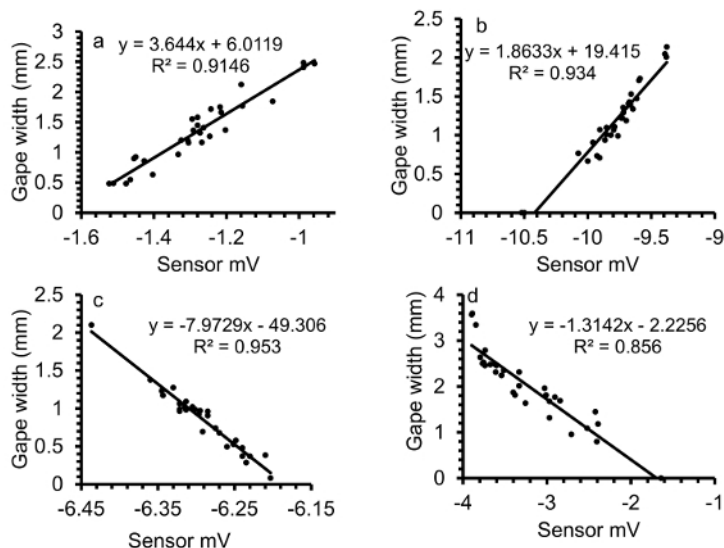 a
y = 3.644x + 6.0119
R² = 0.9146
Gape width (mm)
3
2.5
2
1.5
1
0.5
0
-1.6
-1.4
-1.2
-1
Sensor mV
b
y = 1.8633x + 19.415
R² = 0.934
Gape width (mm)
2.5
2
1.5
1
0.5
0
-11
-10.5
-10
-9.5
-9
Sensor mV
c
y = -7.9729x - 49.306
R² = 0.953
Gape width (mm)
2.5
2
1.5
1
0.5
0
-6.45
-6.35
-6.25
-6.15
Sensor mV
d
y = -1.3142x - 2.2256
R² = 0.856
Gape width (mm)
4
3
2
1
0
-4
-3
-2
-1
Sensor mV